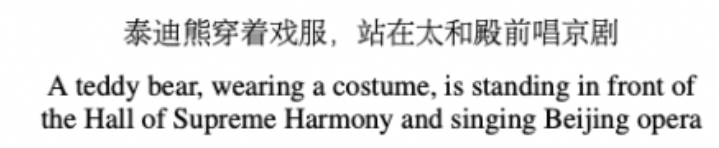 泰迪熊穿着戏服，站在太和殿前唱京剧
A teddy bear, wearing a costume, is standing in front of
the Hall of Supreme Harmony and singing Beijing opera